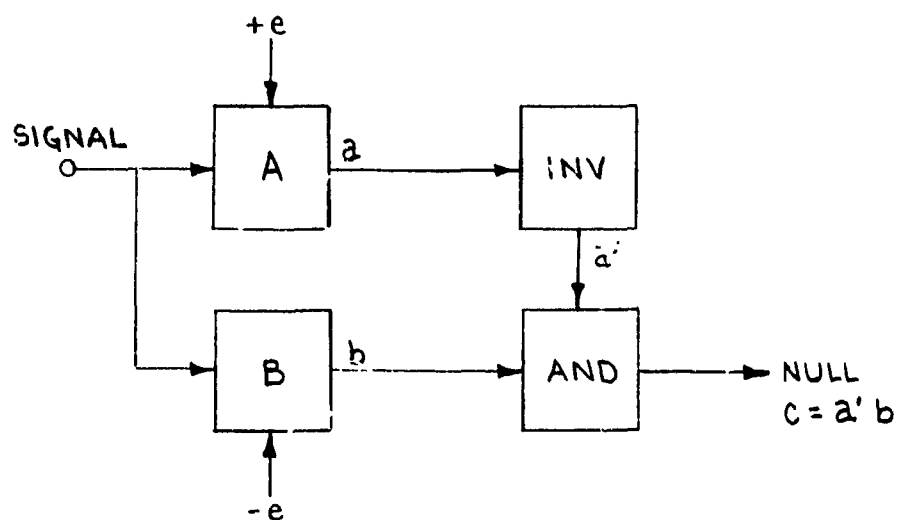 +e
SIGNAL
A
a
INV
a'
B
b
AND
NULL
c = a' b
-e